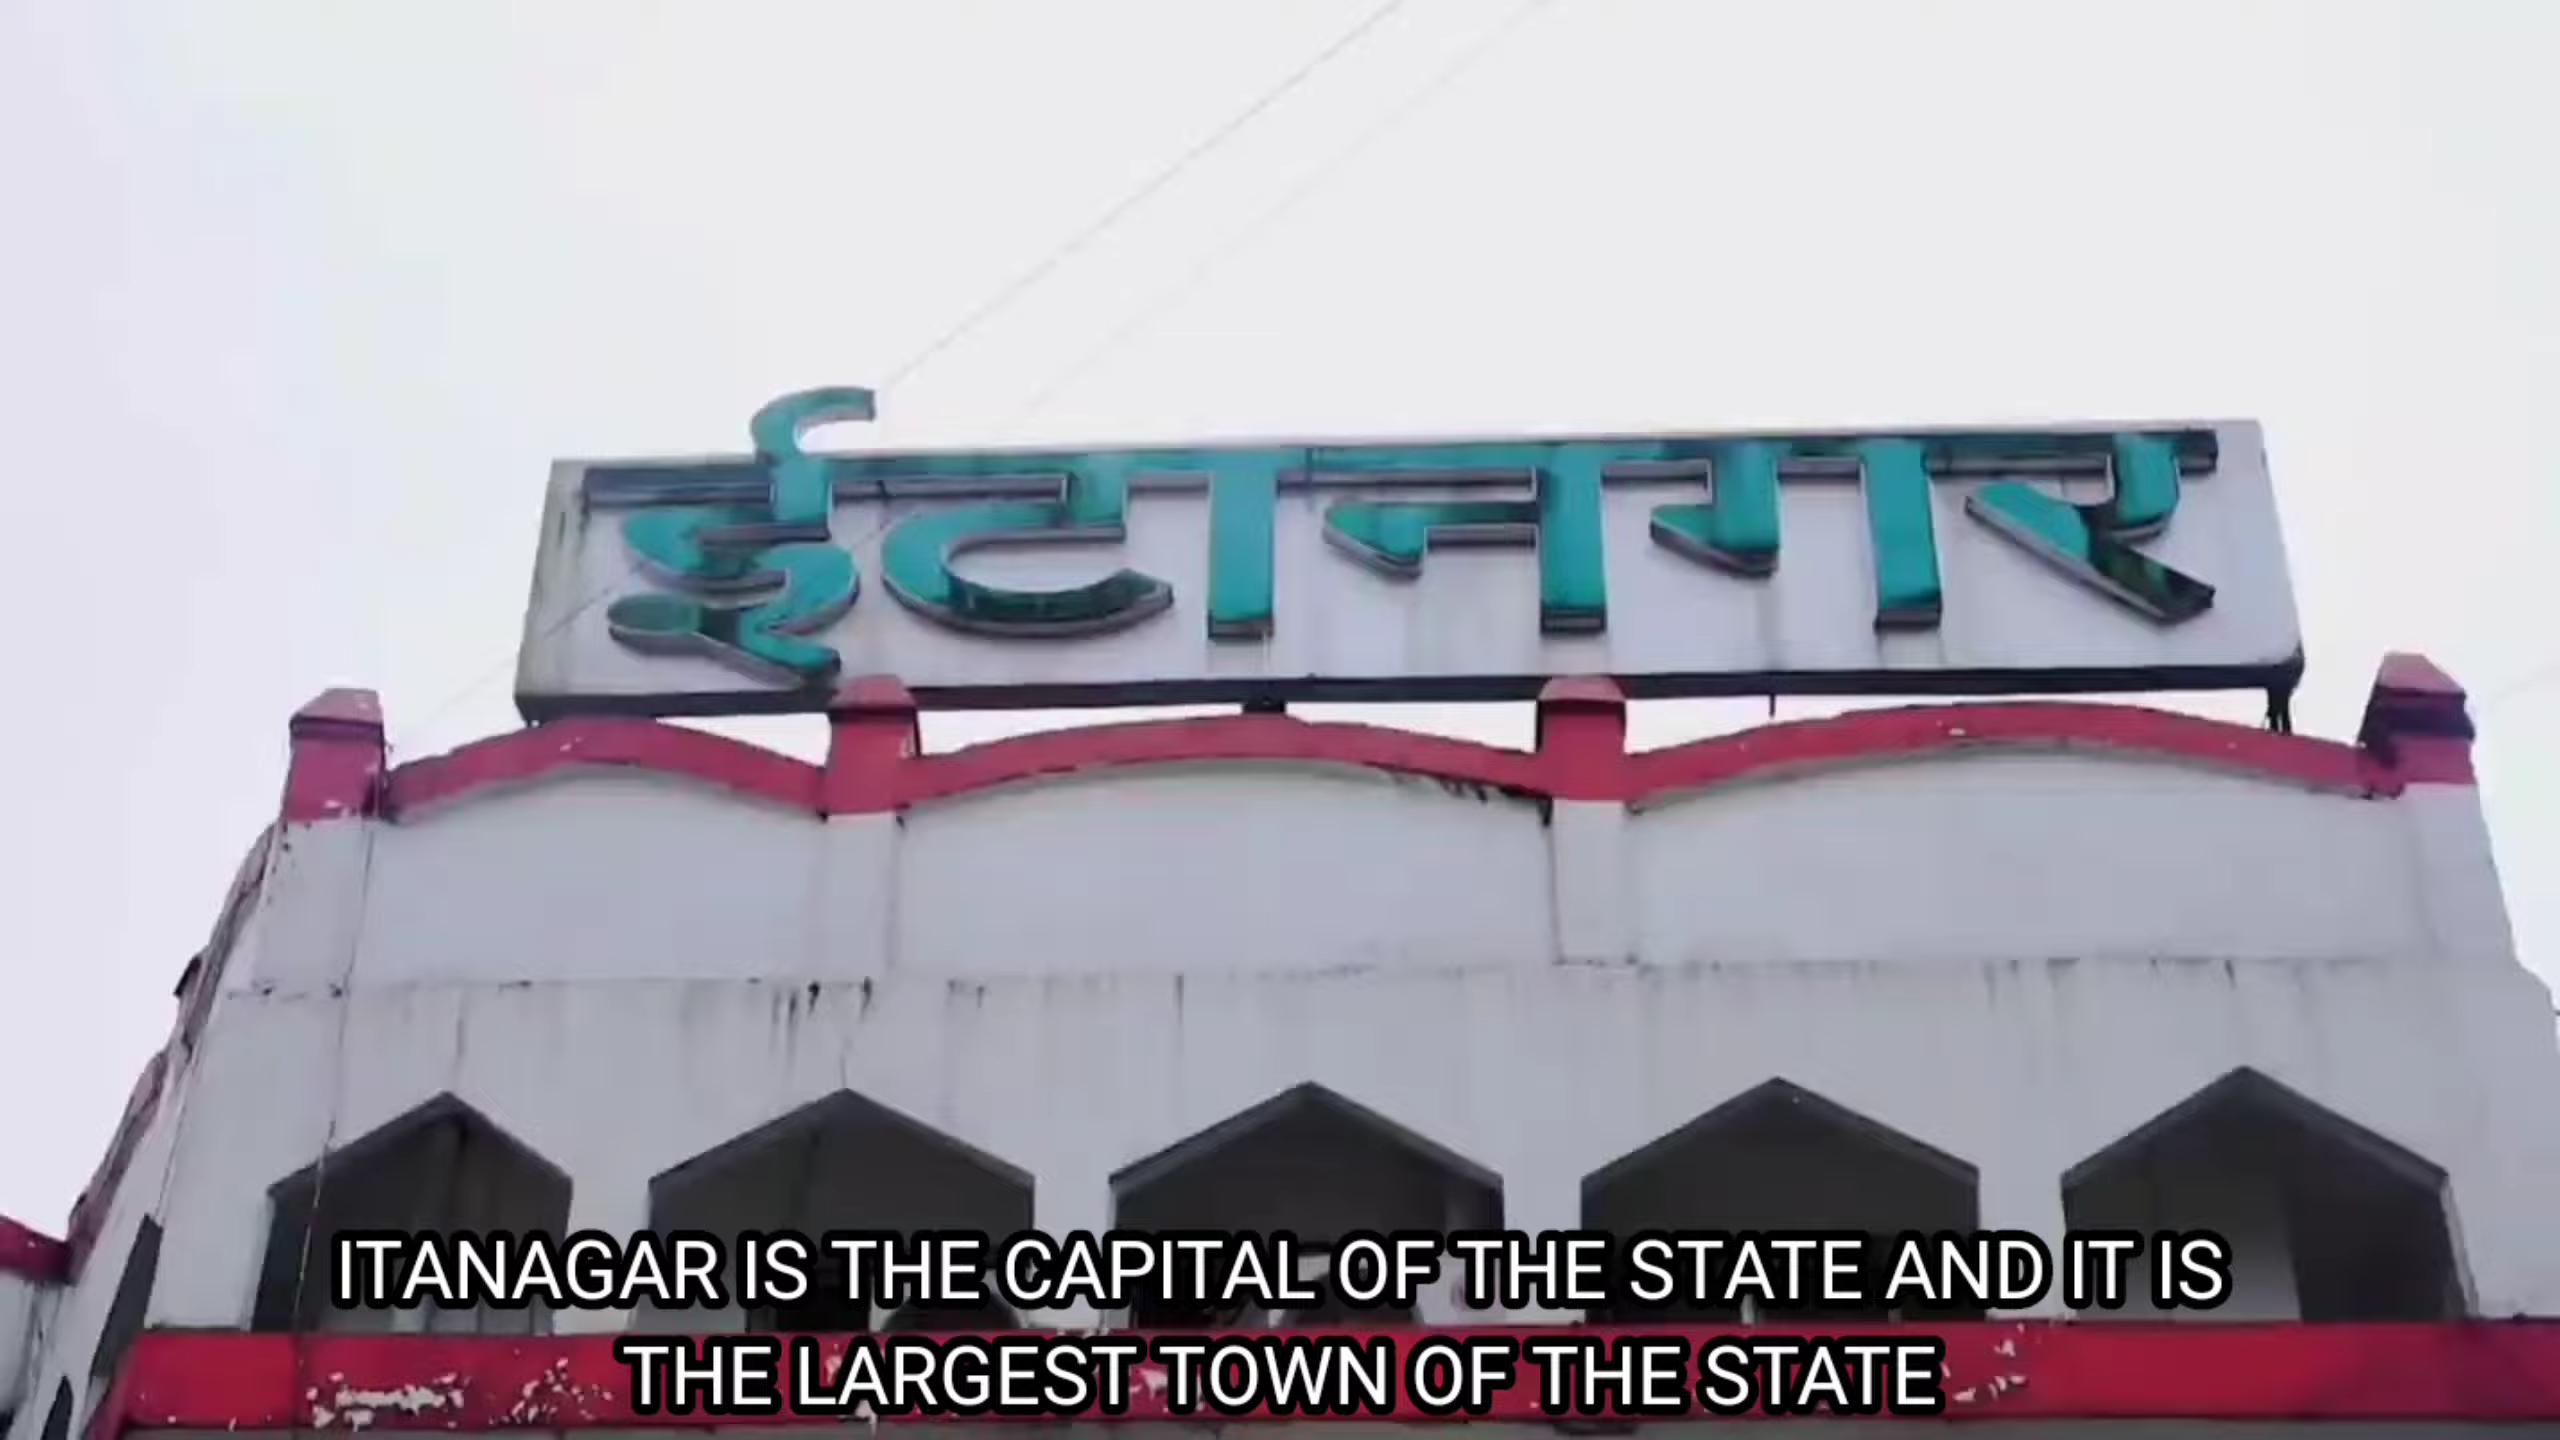 ईटानगर
ITANAGAR IS THE CAPITAL OF THE STATE AND IT IS
THE LARGEST TOWN OF THE STATE